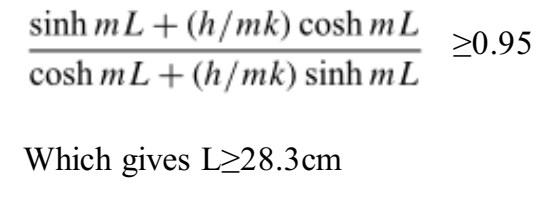 sinh mL + (h/mk) cosh mL
cosh mL + (h/mk) sinh mL
≥0.95
Which gives L≥28.3cm